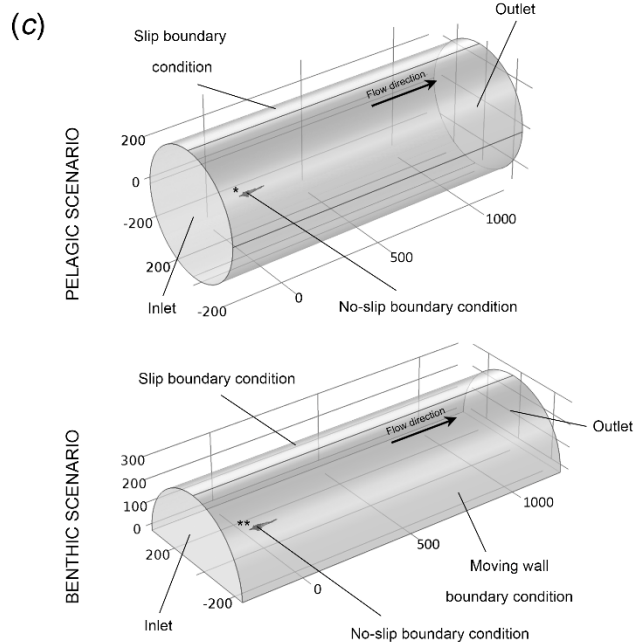 (c)
PELAGIC SCENARIO
Slip boundary
condition
Outlet
Flow direction
200
0
-200
200
-200
0
500
1000
*
Inlet
No-slip boundary condition
BENTHIC SCENARIO
Slip boundary condition
Flow direction
Outlet
300
200
100
0
200
-200
0
500
1000
**
Inlet
Moving wall
boundary condition
No-slip boundary condition